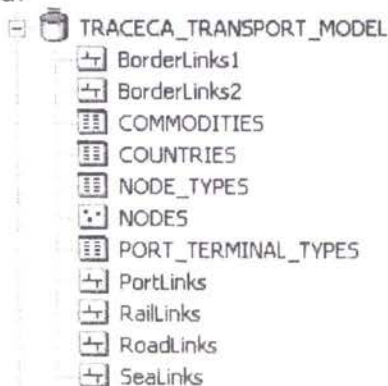 TRACECA_TRANSPORT_MODEL
BorderLinks1
BorderLinks2
COMMODITIES
COUNTRIES
NODE_TYPES
NODES
PORT_TERMINAL_TYPES
PortLinks
RailLinks
RoadLinks
SeaLinks